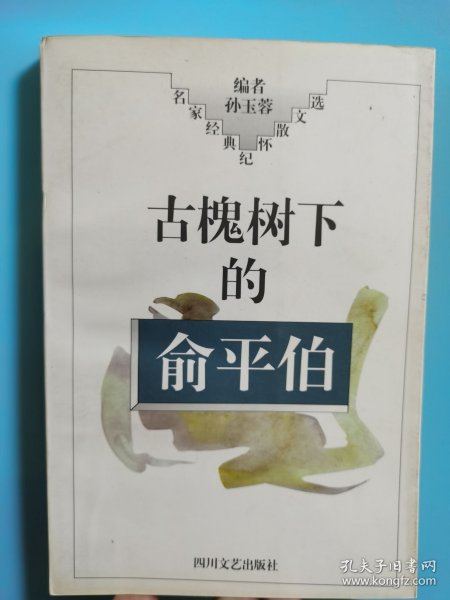 编者
孙玉蓉
名家经典纪怀散文选
古槐树下
的
俞平伯
四川文艺出版社
孔夫子旧书网
www.kongfz.com